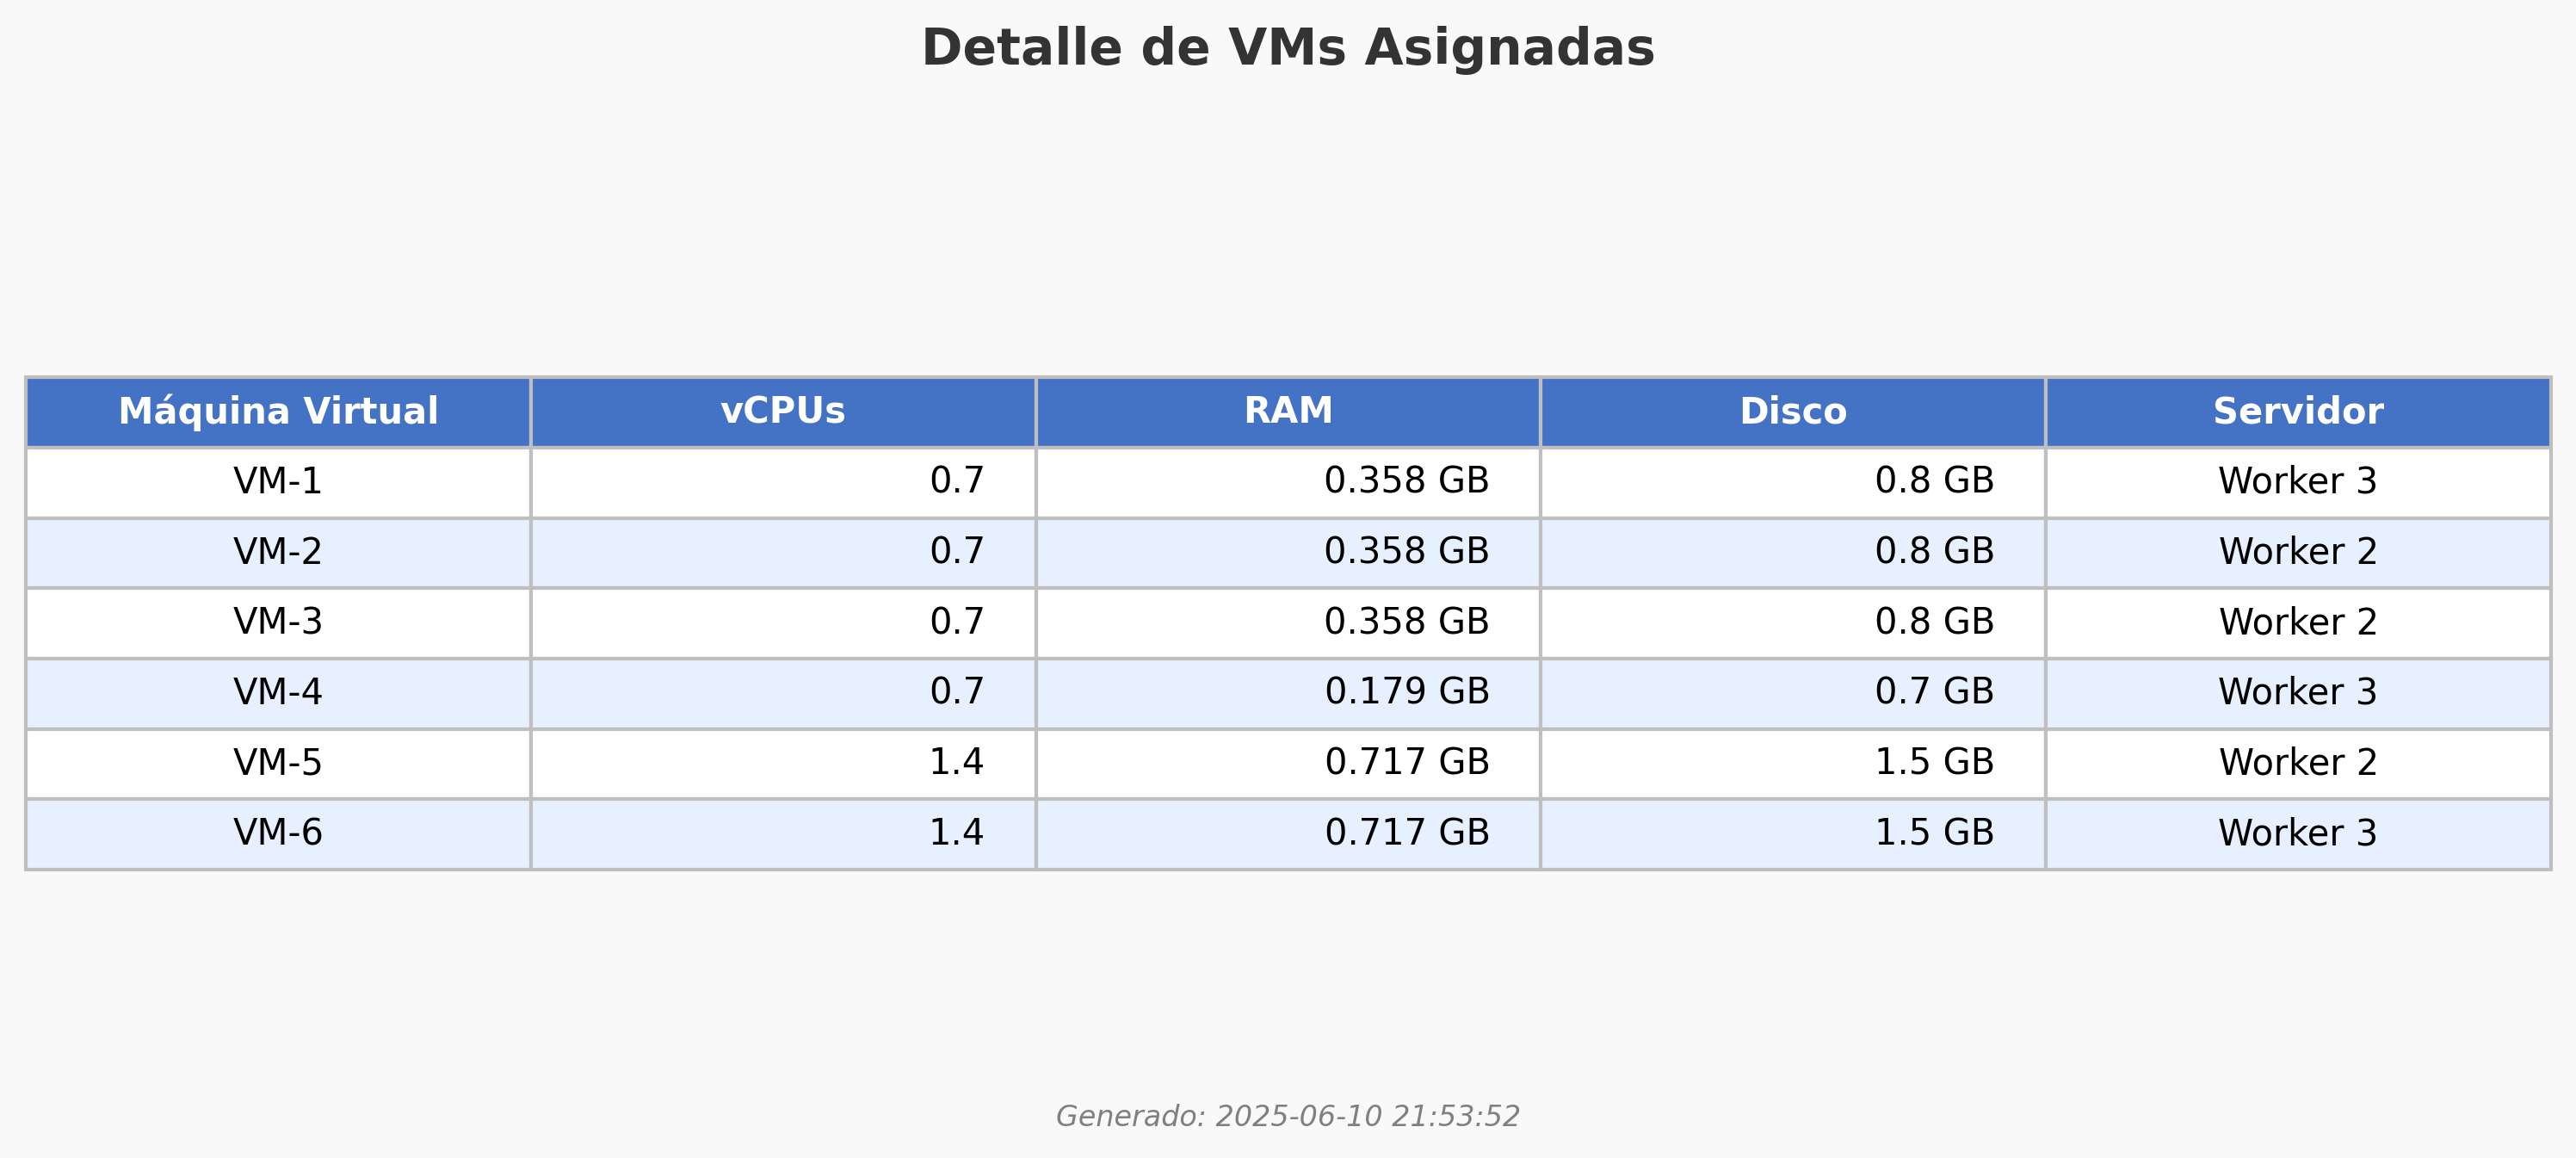 Detalle de VMs Asignadas
Máquina Virtual vCPUs RAM Disco Servidor
VM-1 0.7 0.358 GB 0.8 GB Worker 3
VM-2 0.7 0.358 GB 0.8 GB Worker 2
VM-3 0.7 0.358 GB 0.8 GB Worker 2
VM-4 0.7 0.179 GB 0.7 GB Worker 3
VM-5 1.4 0.717 GB 1.5 GB Worker 2
VM-6 1.4 0.717 GB 1.5 GB Worker 3
Generado: 2025-06-10 21:53:52